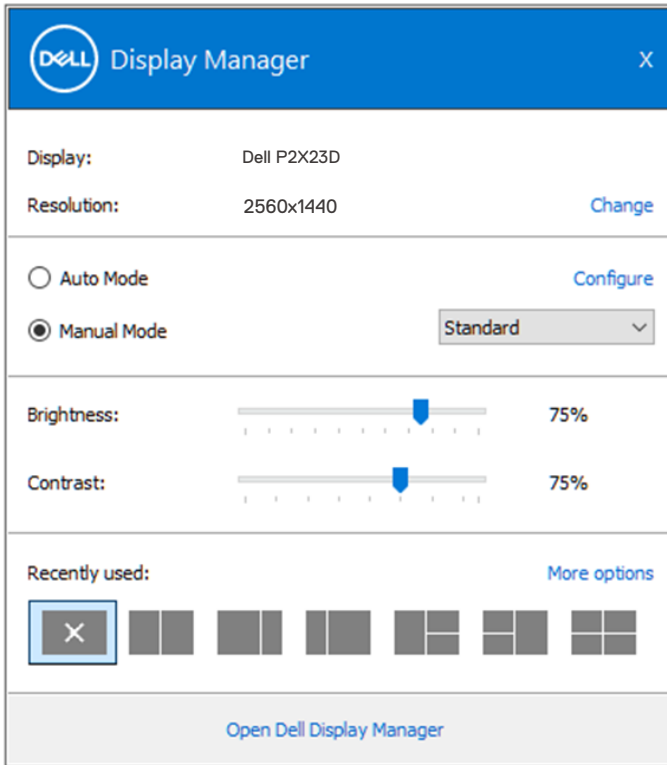 DELL Display Manager X
Display: Dell P2X23D
Resolution: 2560x1440 Change
Auto Mode Configure
Manual Mode Standard
Brightness: 75%
Contrast: 75%
Recently used: More options
Open Dell Display Manager